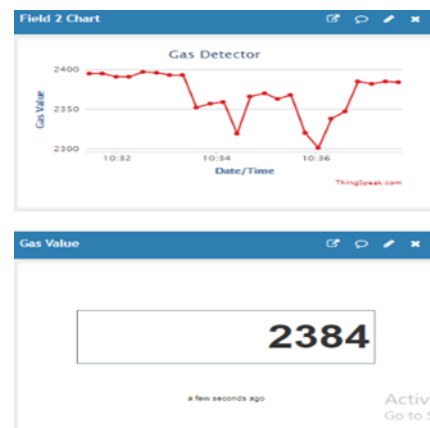 Field 2 Chart
Gas Detector
Gas Value
2400
2350
2300
10:32 10:34 10:36
Date/Time
ThingSpeak.com
Gas Value
2384
a few seconds ago
Activ
Go to S